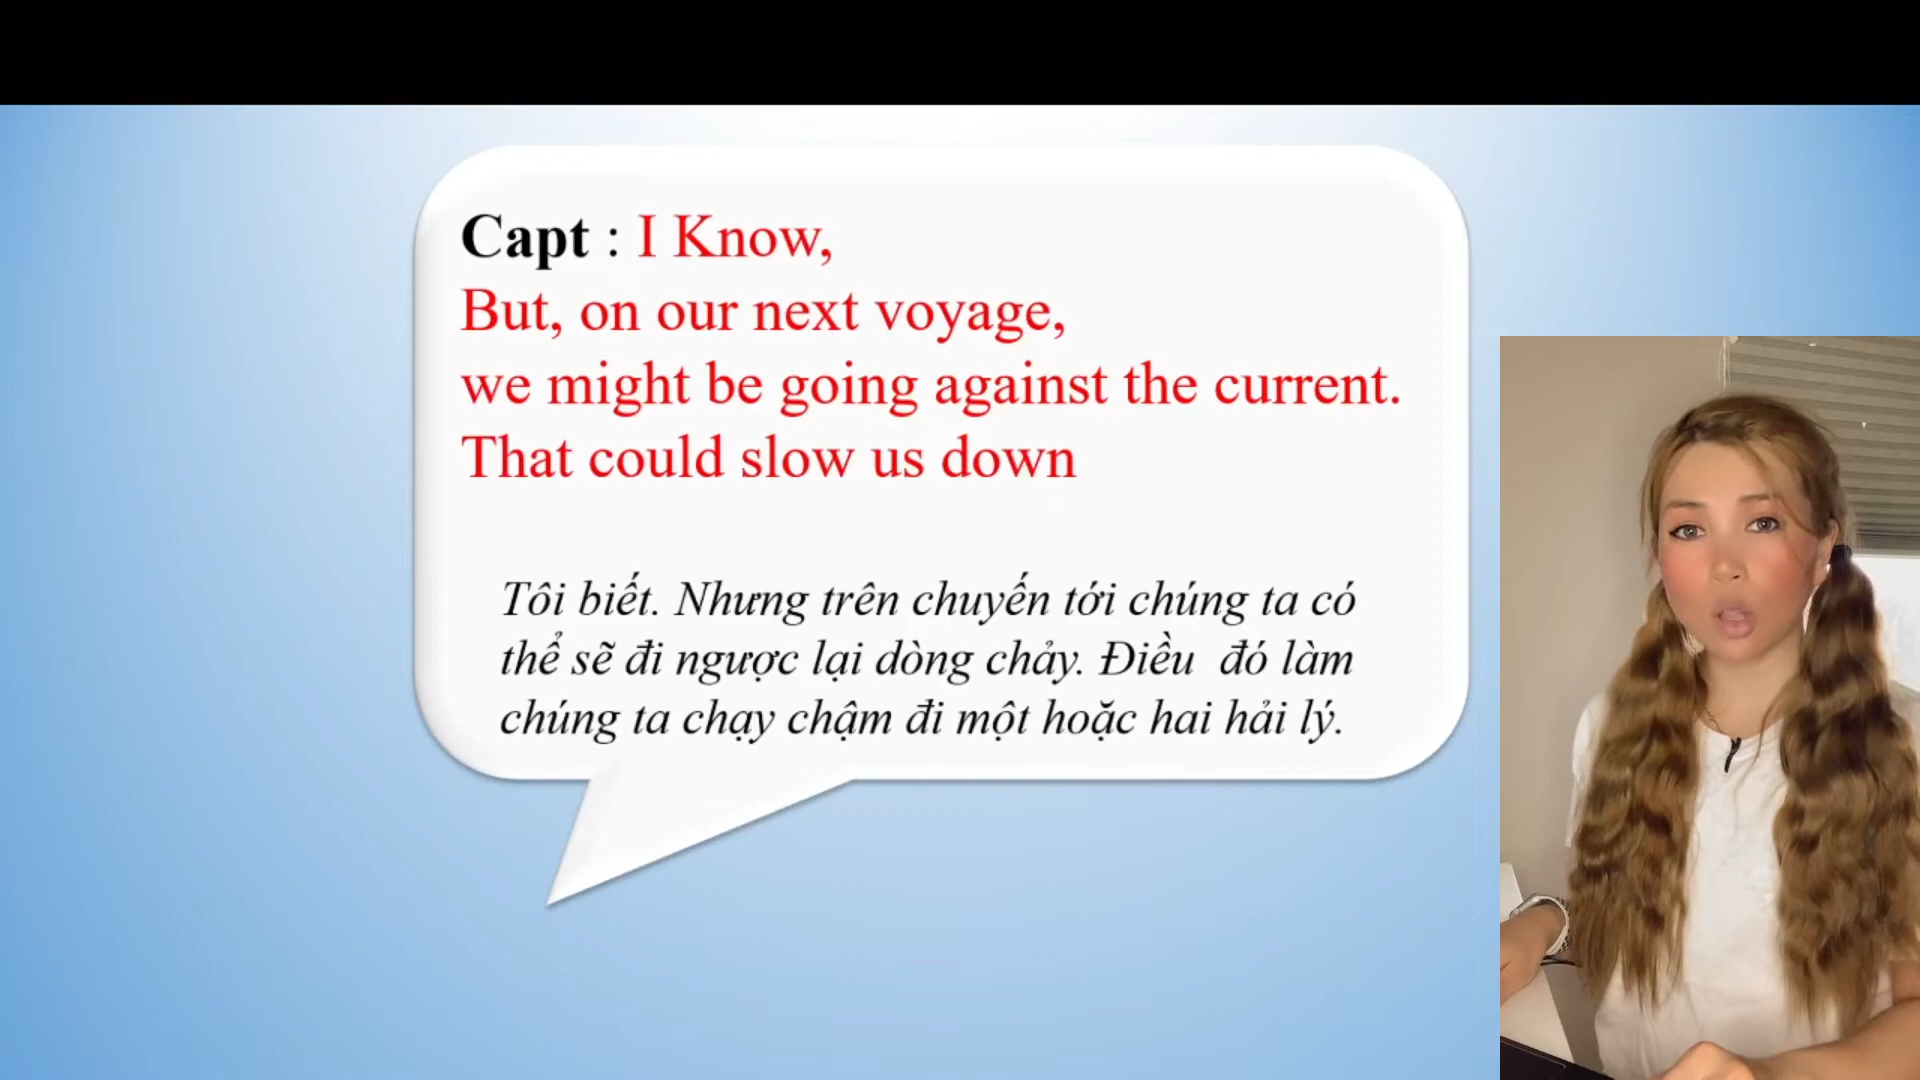 Capt : I Know,
But, on our next voyage,
we might be going against the current.
That could slow us down
Tôi biết. Nhưng trên chuyến tới chúng ta có
thể sẽ đi ngược lại dòng chảy. Điều đó làm
chúng ta chạy chậm đi một hoặc hai hải lý.